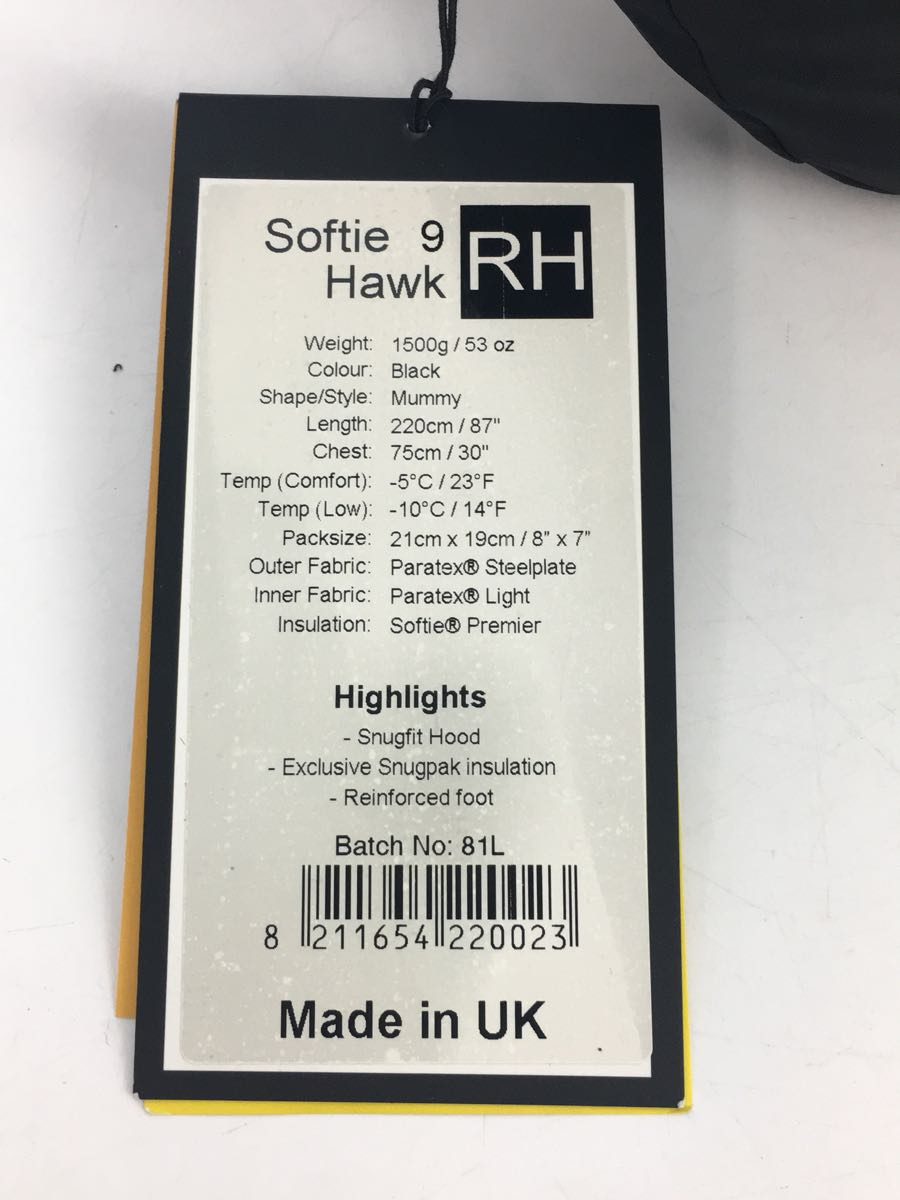 Softie 9
Hawk
RH
Weight: 1500g / 53 oz
Colour: Black
Shape/Style: Mummy
Length: 220cm / 87"
Chest: 75cm / 30"
Temp (Comfort): -5°C / 23°F
Temp (Low): -10°C / 14°F
Packsize: 21cm x 19cm / 8” x 7”
Outer Fabric: Paratex® Steelplate
Inner Fabric: Paratex® Light
Insulation: Softie® Premier
Highlights
- Snugfit Hood
- Exclusive Snugpak insulation
- Reinforced foot
Batch No: 81L
8 211654 220023
Made in UK